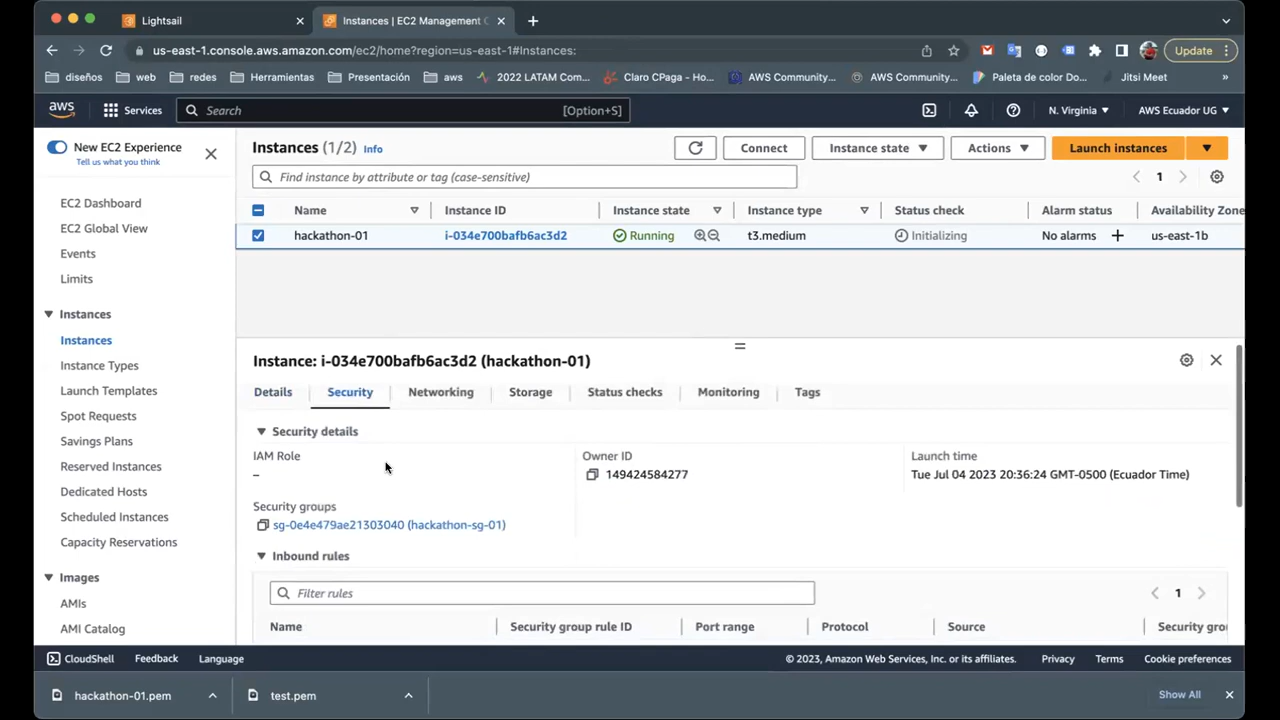 Lightsail
Instances | EC2 Management C
us-east-1.console.aws.amazon.com/ec2/home?region=us-east-1#Instances:
Update
diseños web redes Herramientas Presentación aws 2022 LATAM Com... Claro CPaga - Ho... AWS Community... AWS Community... Paleta de color Do... Jitsi Meet »
aws Services Search [Option+S] N. Virginia AWS Ecuador UG
New EC2 Experience
Tell us what you think
EC2 Dashboard
EC2 Global View
Events
Limits
Instances
Instances
Instance Types
Launch Templates
Spot Requests
Savings Plans
Reserved Instances
Dedicated Hosts
Scheduled Instances
Capacity Reservations
Images
AMIs
AMI Catalog
Instances (1/2) Info Connect Instance state Actions Launch instances
Find instance by attribute or tag (case-sensitive) 1
Name Instance ID Instance state Instance type Status check Alarm status Availability Zone
hackathon-01 i-034e700bafb6ac3d2 Running t3.medium Initializing No alarms + us-east-1b
Instance: i-034e700bafb6ac3d2 (hackathon-01)
Details Security Networking Storage Status checks Monitoring Tags
Security details
IAM Role Owner ID Launch time
– 149424584277 Tue Jul 04 2023 20:36:24 GMT-0500 (Ecuador Time)
Security groups
sg-0e4e479ae21303040 (hackathon-sg-01)
Inbound rules
Filter rules 1
Name Security group rule ID Port range Protocol Source Security gro
CloudShell Feedback Language © 2023, Amazon Web Services, Inc. or its affiliates. Privacy Terms Cookie preferences
hackathon-01.pem test.pem Show All